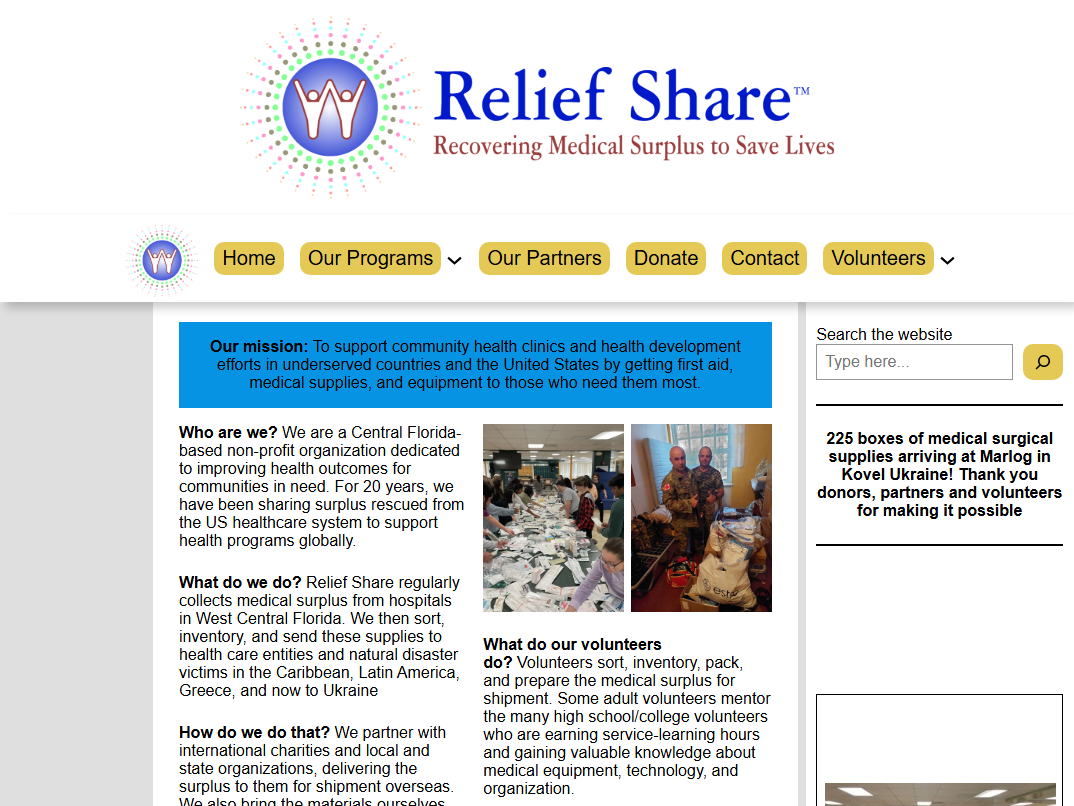 Relief Share™
Recovering Medical Surplus to Save Lives
Home
Our Programs
Our Partners
Donate
Contact
Volunteers
Our mission: To support community health clinics and health development
efforts in underserved countries and the United States by getting first aid,
medical supplies, and equipment to those who need them most.
Who are we? We are a Central Florida-
based non-profit organization dedicated
to improving health outcomes for
communities in need. For 20 years, we
have been sharing surplus rescued from
the US healthcare system to support
health programs globally.
What do we do? Relief Share regularly
collects medical surplus from hospitals
in West Central Florida. We then sort,
inventory, and send these supplies to
health care entities and natural disaster
victims in the Caribbean, Latin America,
Greece, and now to Ukraine
How do we do that? We partner with
international charities and local and
state organizations, delivering the
surplus to them for shipment overseas.
We also bring the materials ourselves
What do our volunteers
do? Volunteers sort, inventory, pack,
and prepare the medical surplus for
shipment. Some adult volunteers mentor
the many high school/college volunteers
who are earning service-learning hours
and gaining valuable knowledge about
medical equipment, technology, and
organization.
Search the website
Type here...
225 boxes of medical surgical
supplies arriving at Marlog in
Kovel Ukraine! Thank you
donors, partners and volunteers
for making it possible